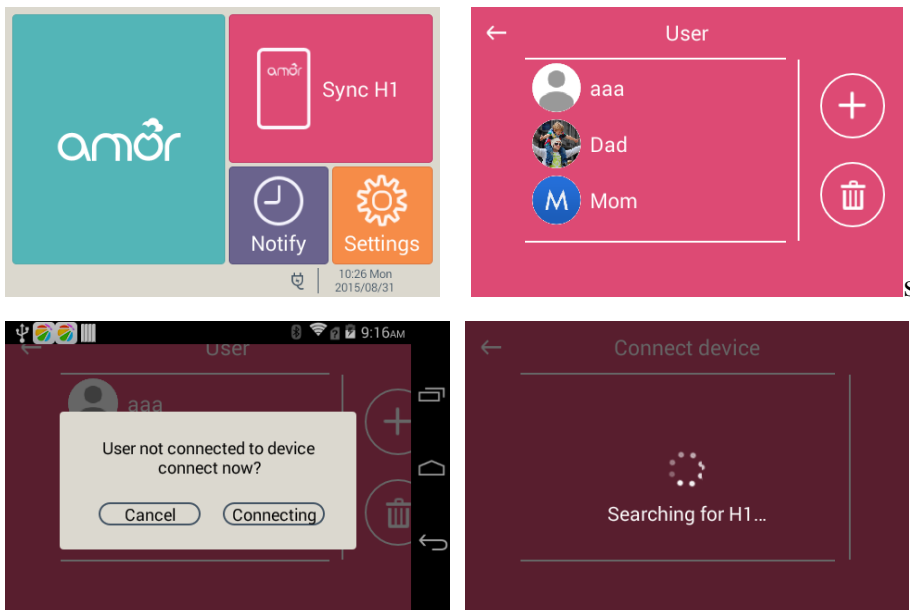 amor
amor
Sync H1
Notify
Settings
10:26 Mon
2015/08/31
User
aaa
Dad
M
Mom
s
9:16AM
User
aaa
User not connected to device
connect now?
Cancel
Connecting
Connect device
Searching for H1...